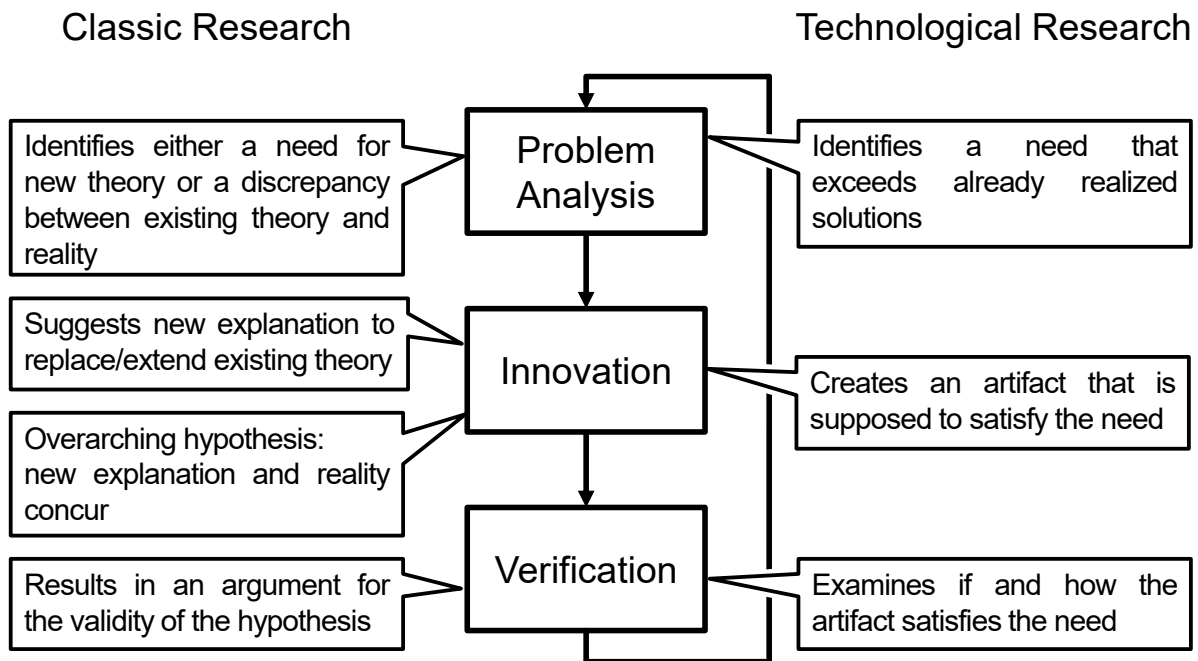 Classic Research
Technological Research
Identifies either a need for
new theory or a discrepancy
between existing theory and
reality
Problem
Analysis
Identifies a need that
exceeds already realized
solutions
Suggests new explanation to
replace/extend existing theory
Innovation
Creates an artifact that is
supposed to satisfy the need
Overarching hypothesis:
new explanation and reality
concur
Results in an argument for
the validity of the hypothesis
Verification
Examines if and how the
artifact satisfies the need